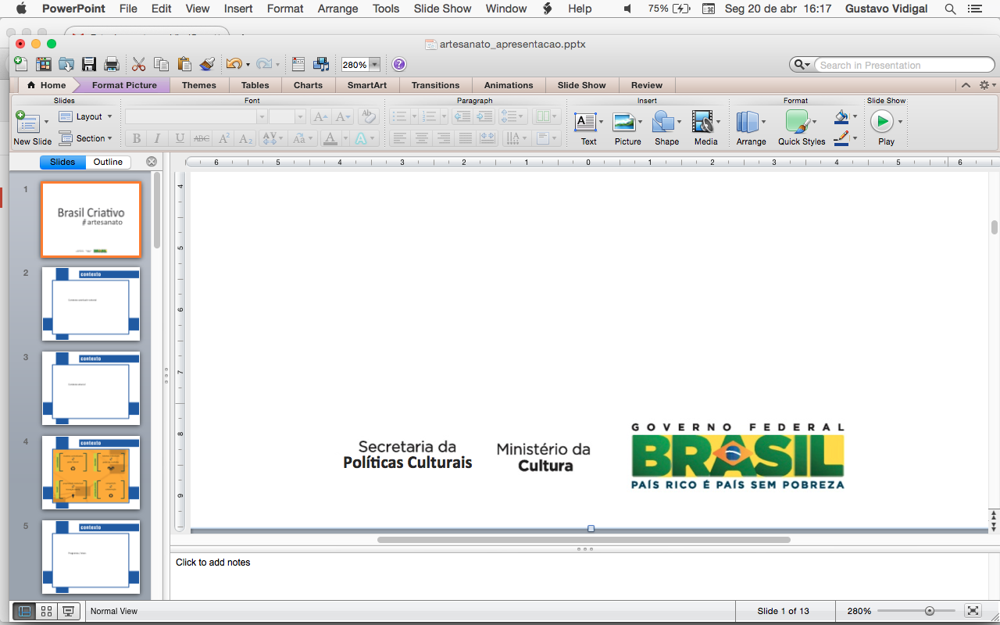 PowerPoint File Edit View Insert Format Arrange Tools Slide Show Window Help 75% Seg 20 de abr 16:17 Gustavo Vidigal
artesanato_apresentacao.pptx
280% ? Search in Presentation
Home Format Picture Themes Tables Charts SmartArt Transitions Animations Slide Show Review
Slides Font Paragraph Insert Format Slide Show
Layout
New Slide Section
B I U ABC A2 A2 AV Aa A A
Text Picture Shape Media Arrange Quick Styles Play
Slides Outline
6 5 4 3 2 1 0 1 2 3 4 5 6
4
5
6
7
8
9
1
Brasil Criativo
# artesanato
2
contexto
3
contexto
4
contexto
5
contexto
Secretaria da
Políticas Culturais
Ministério da
Cultura
GOVERNO FEDERAL
BRASIL
PAÍS RICO É PAÍS SEM POBREZA
Click to add notes
Normal View Slide 1 of 13 280%